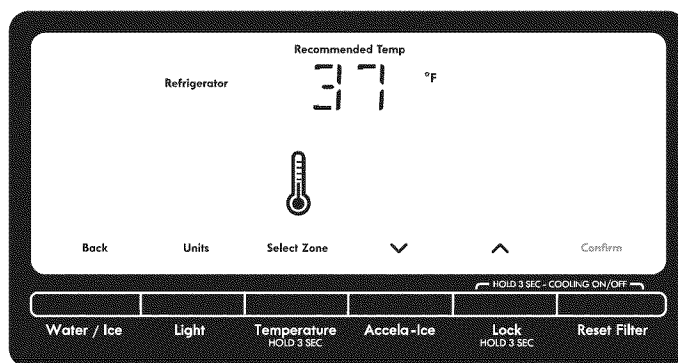 Recommended Temp
Refrigerator 37 °F
Back Units Select Zone Confirm
HOLD 3 SEC - COOLING ON/OFF
Water / Ice Light Temperature Accela-Ice Lock Reset Filter
HOLD 3 SEC HOLD 3 SEC